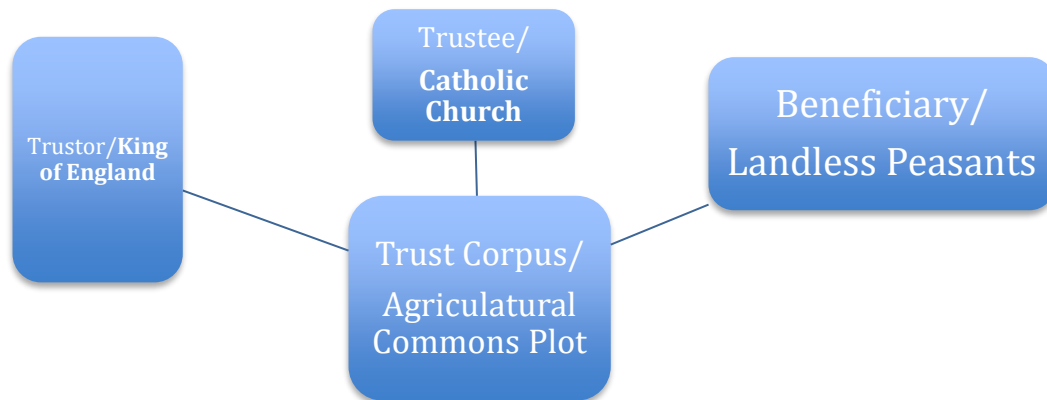 Trustor/King
of England
Trustee/
Catholic
Church
Beneficiary/
Landless Peasants
Trust Corpus/
Agriculatural
Commons Plot